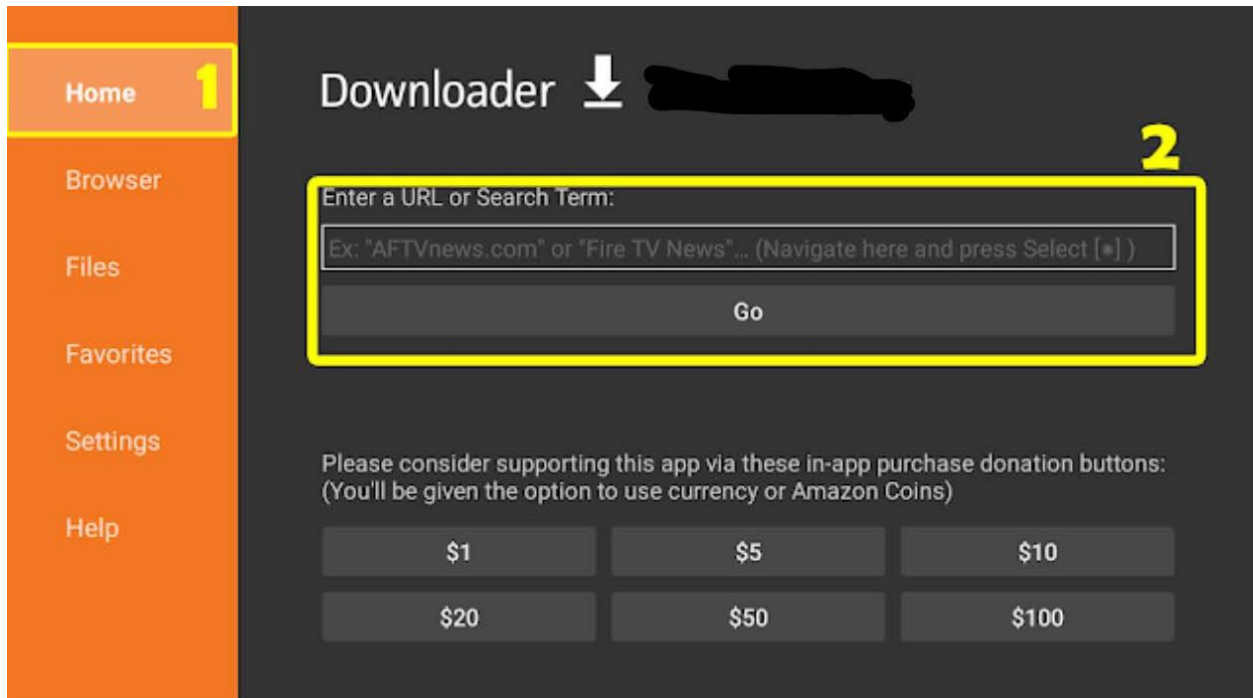 Home
1
Browser
Files
Favorites
Settings
Help
Downloader
2
Enter a URL or Search Term:
Ex: "AFTVnews.com" or "Fire TV News"... (Navigate here and press Select [●] )
Go
Please consider supporting this app via these in-app purchase donation buttons:
(You'll be given the option to use currency or Amazon Coins)
$1 $5 $10
$20 $50 $100